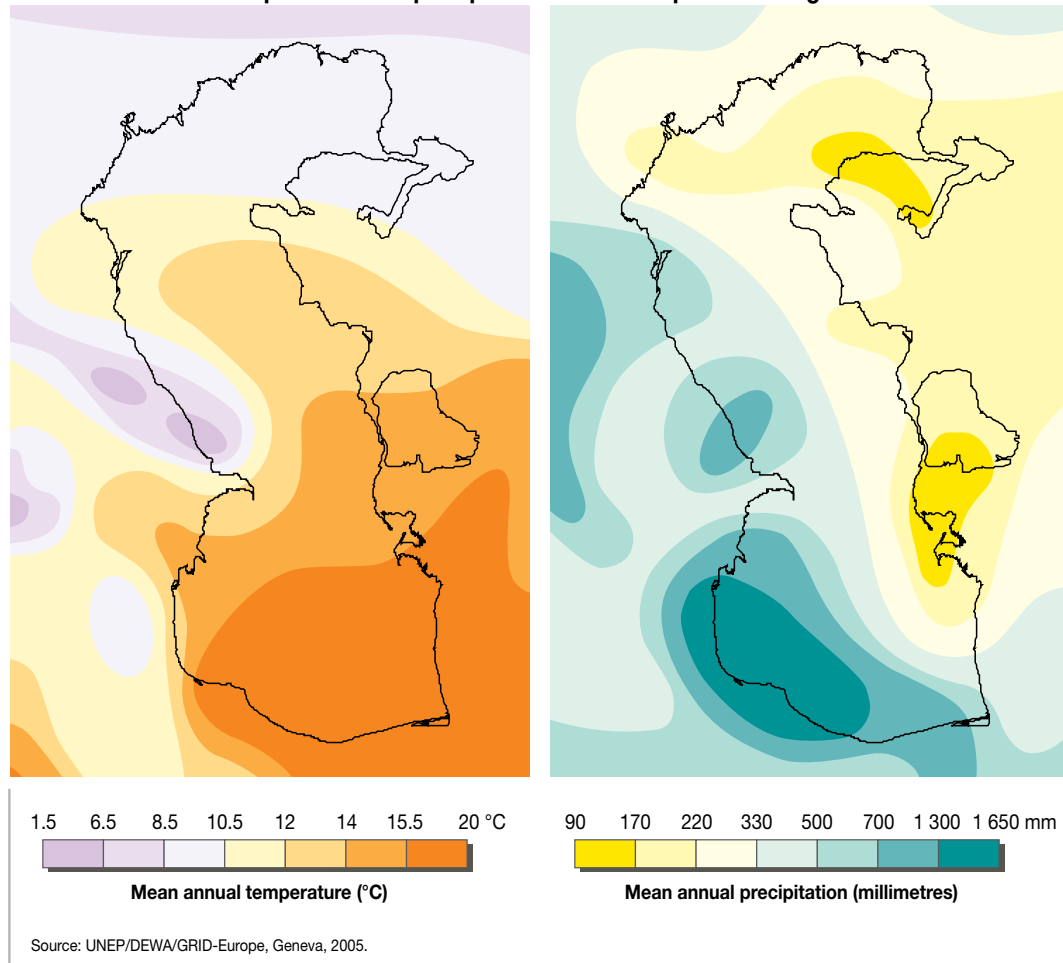 1.5 6.5 8.5 10.5 12 14 15.5 20 °C
Mean annual temperature (°C)
90 170 220 330 500 700 1 300 1 650 mm
Mean annual precipitation (millimetres)
Source: UNEP/DEWA/GRID-Europe, Geneva, 2005.